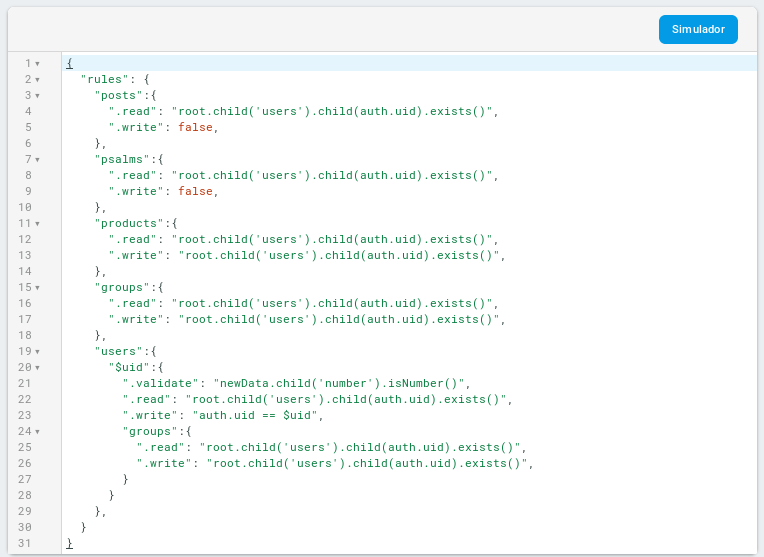 Simulador
1 {
2   "rules": {
3     "posts":{
4       ".read": "root.child('users').child(auth.uid).exists()",
5       ".write": false,
6     },
7     "psalms":{
8       ".read": "root.child('users').child(auth.uid).exists()",
9       ".write": false,
10     },
11     "products":{
12       ".read": "root.child('users').child(auth.uid).exists()",
13       ".write": "root.child('users').child(auth.uid).exists()",
14     },
15     "groups":{
16       ".read": "root.child('users').child(auth.uid).exists()",
17       ".write": "root.child('users').child(auth.uid).exists()",
18     },
19     "users":{
20       "$uid":{
21         ".validate": "newData.child('number').isNumber()",
22         ".read": "root.child('users').child(auth.uid).exists()",
23         ".write": "auth.uid == $uid",
24         "groups":{
25           ".read": "root.child('users').child(auth.uid).exists()",
26           ".write": "root.child('users').child(auth.uid).exists()",
27         }
28       }
29     },
30   }
31 }